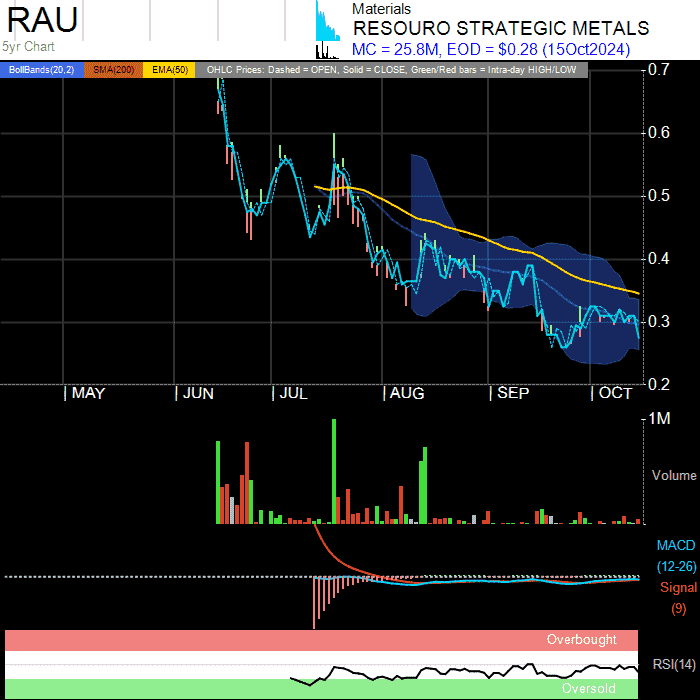 RAU
5yr Chart
Materials
RESOURO STRATEGIC METALS
MC = 25.8M, EOD = $0.28 (15Oct2024)
BollBands(20,2) SMA(200) EMA(50) OHLC Prices: Dashed = OPEN, Solid = CLOSE, Green/Red bars = Intra-day HIGH/LOW
0.7
0.6
0.5
0.4
0.3
0.2
| MAY | JUN | JUL | AUG | SEP | OCT
1M
Volume
MACD
(12-26)
Signal
(9)
Overbought
RSI(14)
Oversold